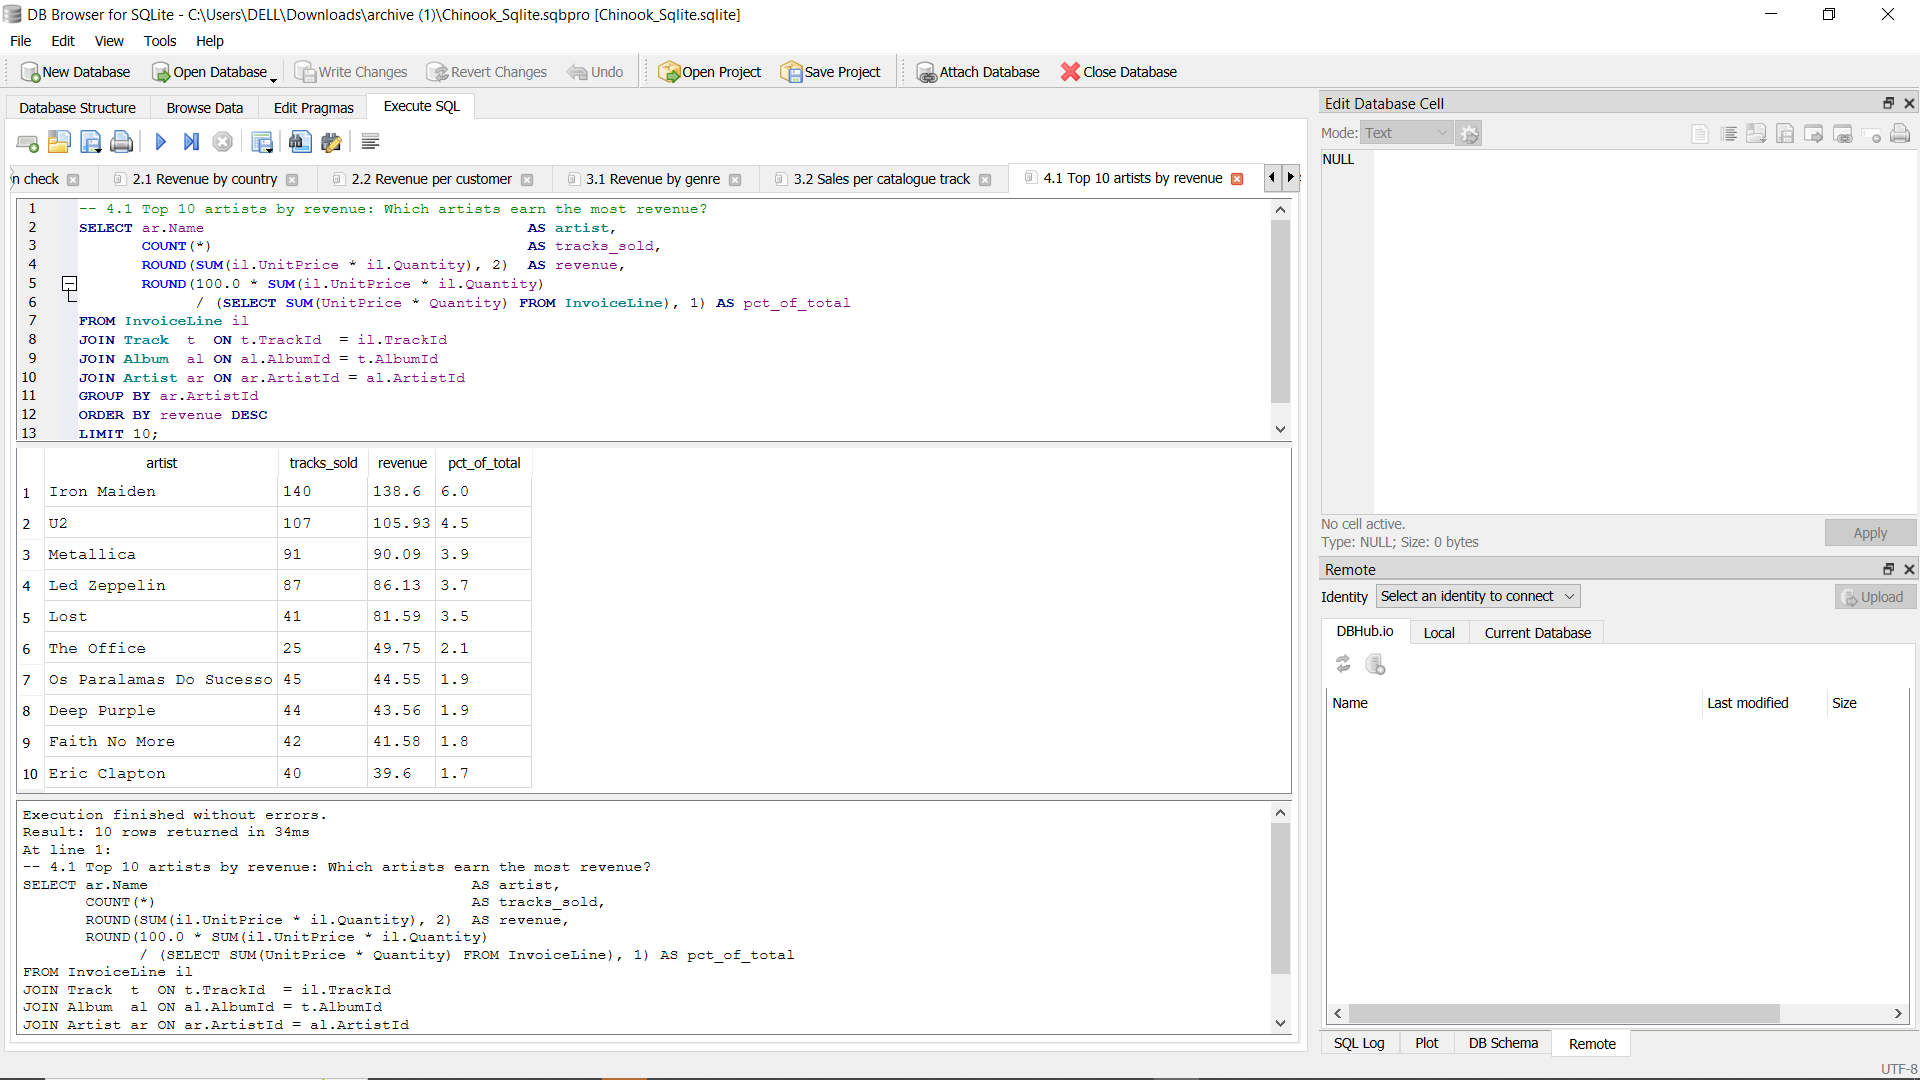 DB Browser for SQLite - C:\Users\DELL\Downloads\archive (1)\Chinook_Sqlite.sqbpro [Chinook_Sqlite.sqlite]
File Edit View Tools Help
New Database Open Database Write Changes Revert Changes Undo Open Project Save Project Attach Database Close Database
Database Structure Browse Data Edit Pragmas Execute SQL
n check 2.1 Revenue by country 2.2 Revenue per customer 3.1 Revenue by genre 3.2 Sales per catalogue track 4.1 Top 10 artists by revenue
1 -- 4.1 Top 10 artists by revenue: Which artists earn the most revenue?
2 SELECT ar.Name AS artist,
3 COUNT(*) AS tracks_sold,
4 ROUND(SUM(il.UnitPrice * il.Quantity), 2) AS revenue,
5 ROUND(100.0 * SUM(il.UnitPrice * il.Quantity)
6 / (SELECT SUM(UnitPrice * Quantity) FROM InvoiceLine), 1) AS pct_of_total
7 FROM InvoiceLine il
8 JOIN Track t ON t.TrackId = il.TrackId
9 JOIN Album al ON al.AlbumId = t.AlbumId
10 JOIN Artist ar ON ar.ArtistId = al.ArtistId
11 GROUP BY ar.ArtistId
12 ORDER BY revenue DESC
13 LIMIT 10;
artist tracks_sold revenue pct_of_total
1 Iron Maiden 140 138.6 6.0
2 U2 107 105.93 4.5
3 Metallica 91 90.09 3.9
4 Led Zeppelin 87 86.13 3.7
5 Lost 41 81.59 3.5
6 The Office 25 49.75 2.1
7 Os Paralamas Do Sucesso 45 44.55 1.9
8 Deep Purple 44 43.56 1.9
9 Faith No More 42 41.58 1.8
10 Eric Clapton 40 39.6 1.7
Execution finished without errors.
Result: 10 rows returned in 34ms
At line 1:
-- 4.1 Top 10 artists by revenue: Which artists earn the most revenue?
SELECT ar.Name AS artist,
COUNT(*) AS tracks_sold,
ROUND(SUM(il.UnitPrice * il.Quantity), 2) AS revenue,
ROUND(100.0 * SUM(il.UnitPrice * il.Quantity)
/ (SELECT SUM(UnitPrice * Quantity) FROM InvoiceLine), 1) AS pct_of_total
FROM InvoiceLine il
JOIN Track t ON t.TrackId = il.TrackId
JOIN Album al ON al.AlbumId = t.AlbumId
JOIN Artist ar ON ar.ArtistId = al.ArtistId
Edit Database Cell
Mode: Text
NULL
No cell active.
Type: NULL; Size: 0 bytes
Apply
Remote
Identity Select an identity to connect Upload
DBHub.io Local Current Database
Name Last modified Size
SQL Log Plot DB Schema Remote
UTF-8